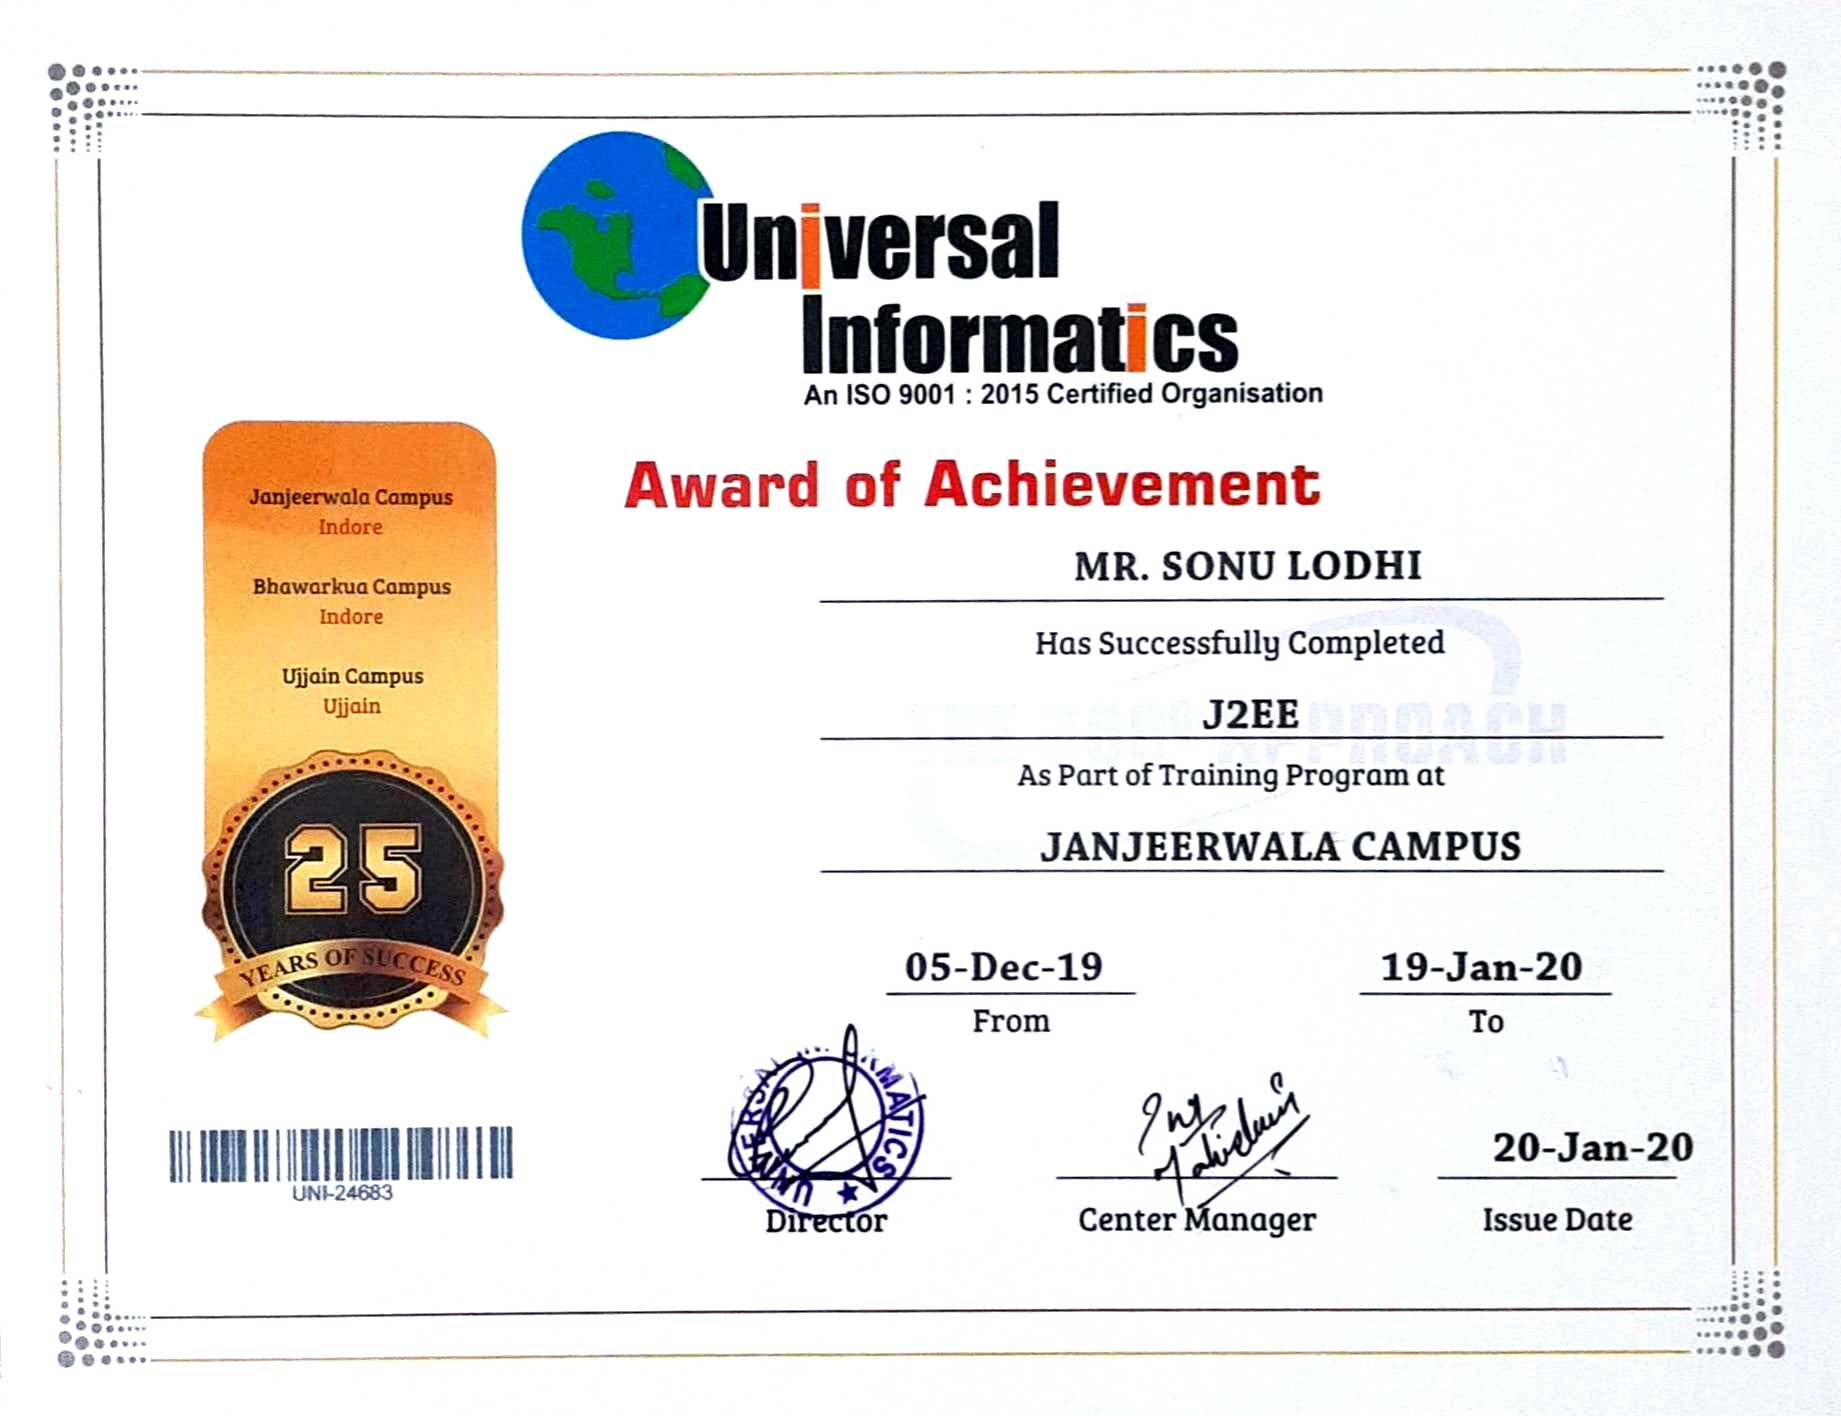 Universal
Informatics
An ISO 9001 : 2015 Certified Organisation
Award of Achievement
Janjeerwala Campus
Indore
Bhawarkua Campus
Indore
Ujjain Campus
Ujjain
25
YEARS OF SUCCESS
MR. SONU LODHI
Has Successfully Completed
J2EE
APPROACH
As Part of Training Program at
JANJEERWALA CAMPUS
05-Dec-19
From
19-Jan-20
To
UNI-24683
Director
Center Manager
20-Jan-20
Issue Date